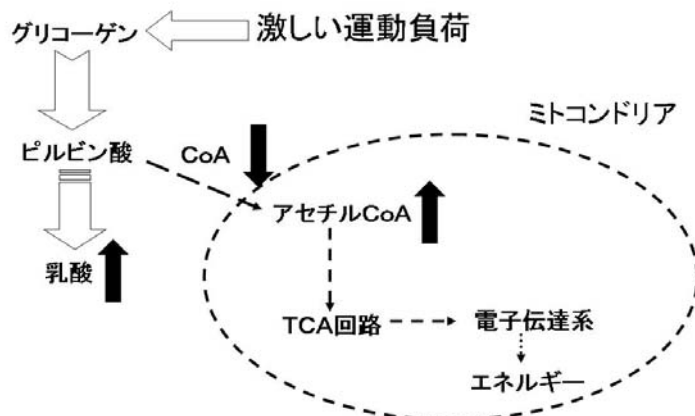 グリコーゲン
激しい運動負荷
ミトコンドリア
ピルビン酸
CoA
アセチルCoA
乳酸
TCA回路
電子伝達系
エネルギー